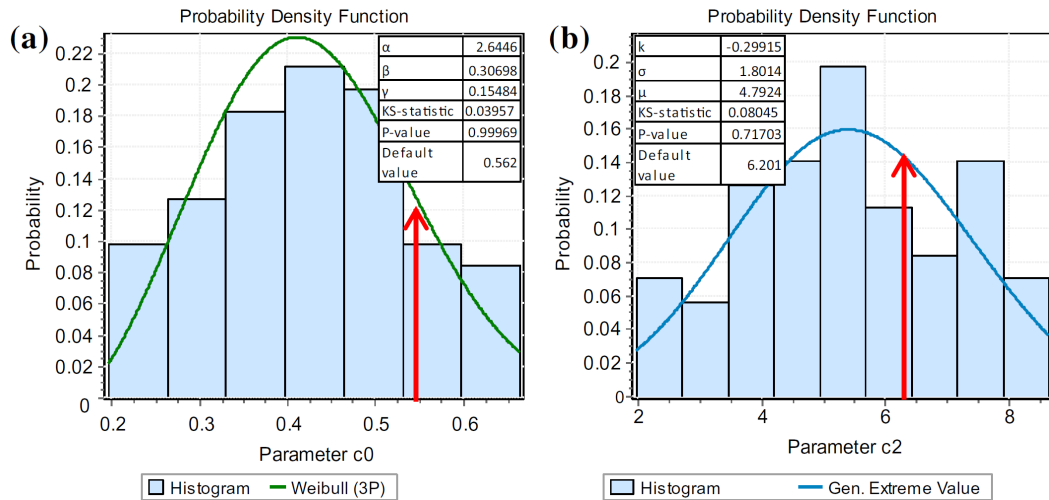 Probability Density Function
(a)
α 2.6446
β 0.30698
γ 0.15484
KS-statistic 0.03957
P-value 0.99969
Default value 0.562
Probability
0.22
0.2
0.18
0.16
0.14
0.12
0.1
0.08
0.06
0.04
0.02
0
0.2 0.3 0.4 0.5 0.6
Parameter c0
Histogram Weibull (3P)
Probability Density Function
(b)
k -0.29915
σ 1.8014
μ 4.7924
KS-statistic 0.08045
P-value 0.71703
Default value 6.201
Probability
0.2
0.18
0.16
0.14
0.12
0.1
0.08
0.06
0.04
0.02
0
2 4 6 8
Parameter c2
Histogram Gen. Extreme Value